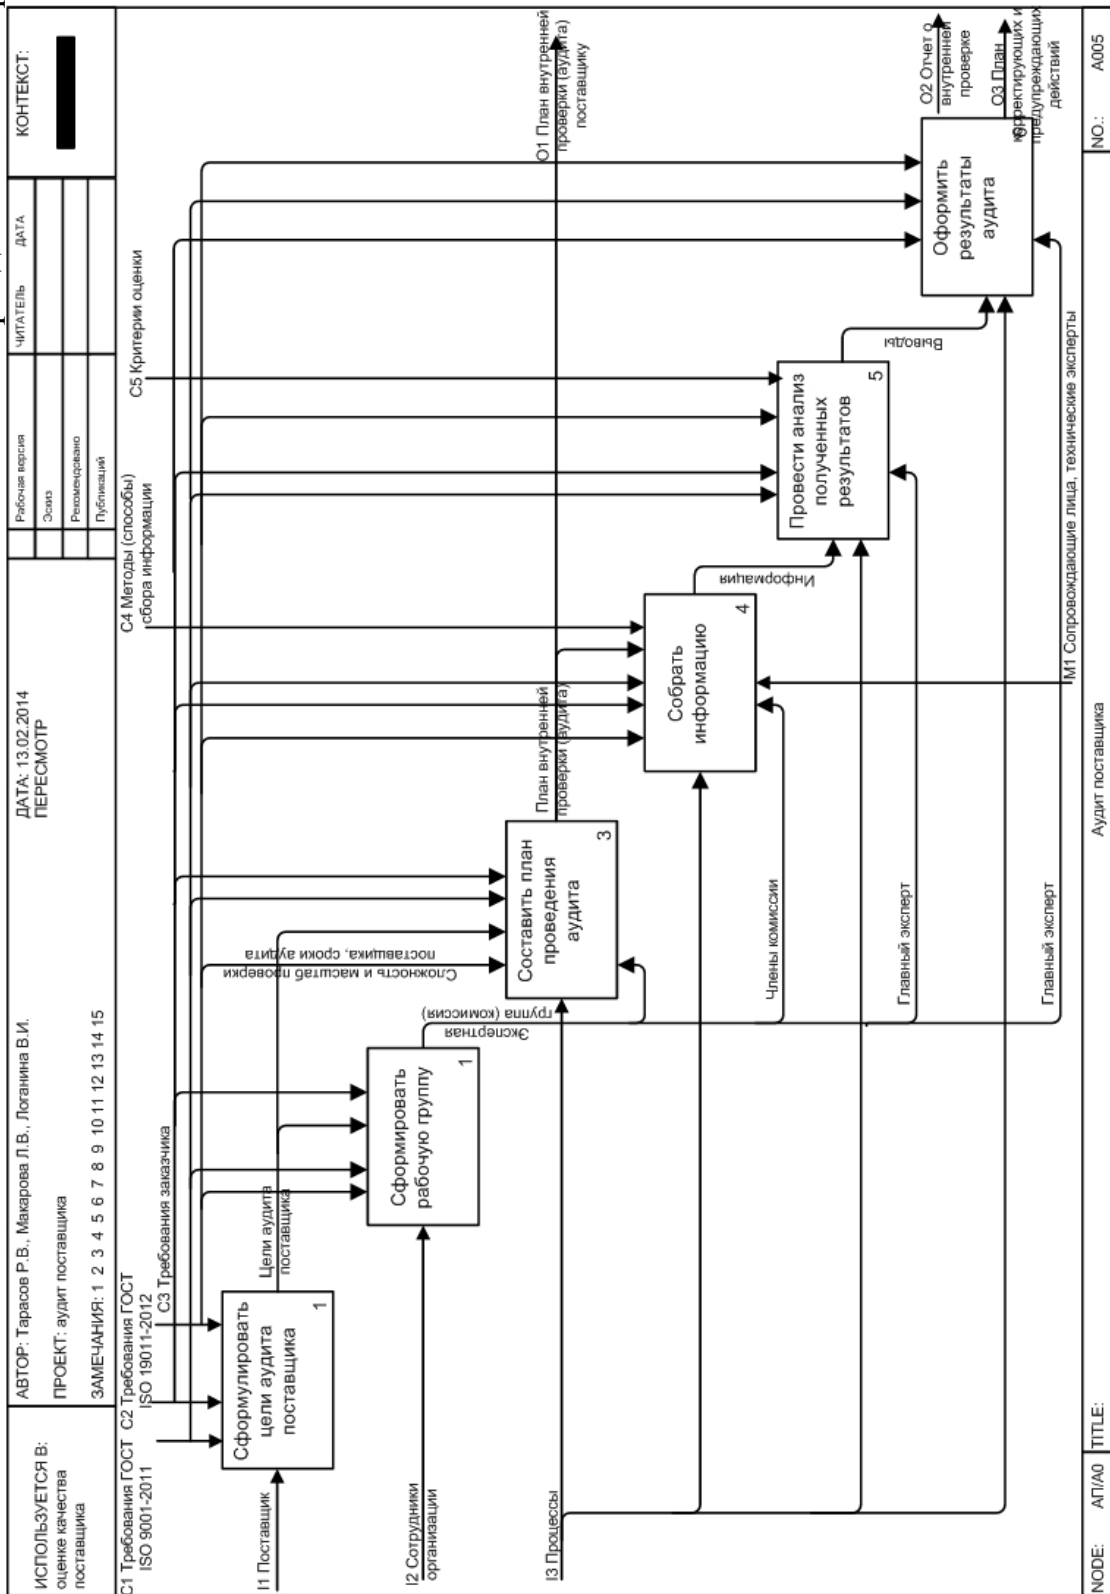 ИСПОЛЬЗУЕТСЯ В:
оценке качества
поставщика
АВТОР: Тарасов Р.В., Макарова Л.В., Логанина В.И.
ПРОЕКТ: аудит поставщика
ЗАМЕЧАНИЯ: 1 2 3 4 5 6 7 8 9 10 11 12 13 14 15
ДАТА: 13.02.2014
ПЕРЕСМОТР
Рабочая версия
Эскиз
Рекомендовано
Публикаций
ЧИТАТЕЛЬ
ДАТА
КОНТЕКСТ:
C1 Требования ГОСТ
ISO 9001-2011
C2 Требования ГОСТ
ISO 19011-2012
C3 Требования заказчика
C4 Методы (способы)
сбора информации
C5 Критерии оценки
I1 Поставщик
Сформулировать
цели аудита
поставщика
1
Цели аудита
поставщика
I2 Сотрудники
организации
Сформировать
рабочую группу
1
Экспертная
группа (комиссия)
Сложность и масштаб проверки
поставщика, сроки аудита
I3 Процессы
Составить план
проведения
аудита
3
План внутренней
проверки (аудита)
O1 План внутренней
проверки (аудита)
поставщику
Собрать
информацию
4
Информация
Члены комиссии
Провести анализ
полученных
результатов
5
Выводы
Главный эксперт
Оформить
результаты
аудита
O2 Отчет о
внутренней
проверке
O3 План
корректирующих и
предупреждающих
действий
Главный эксперт
M1 Сопровождающие лица, технические эксперты
NODE:
АП/А0
TITLE:
Аудит поставщика
NO.:
A005